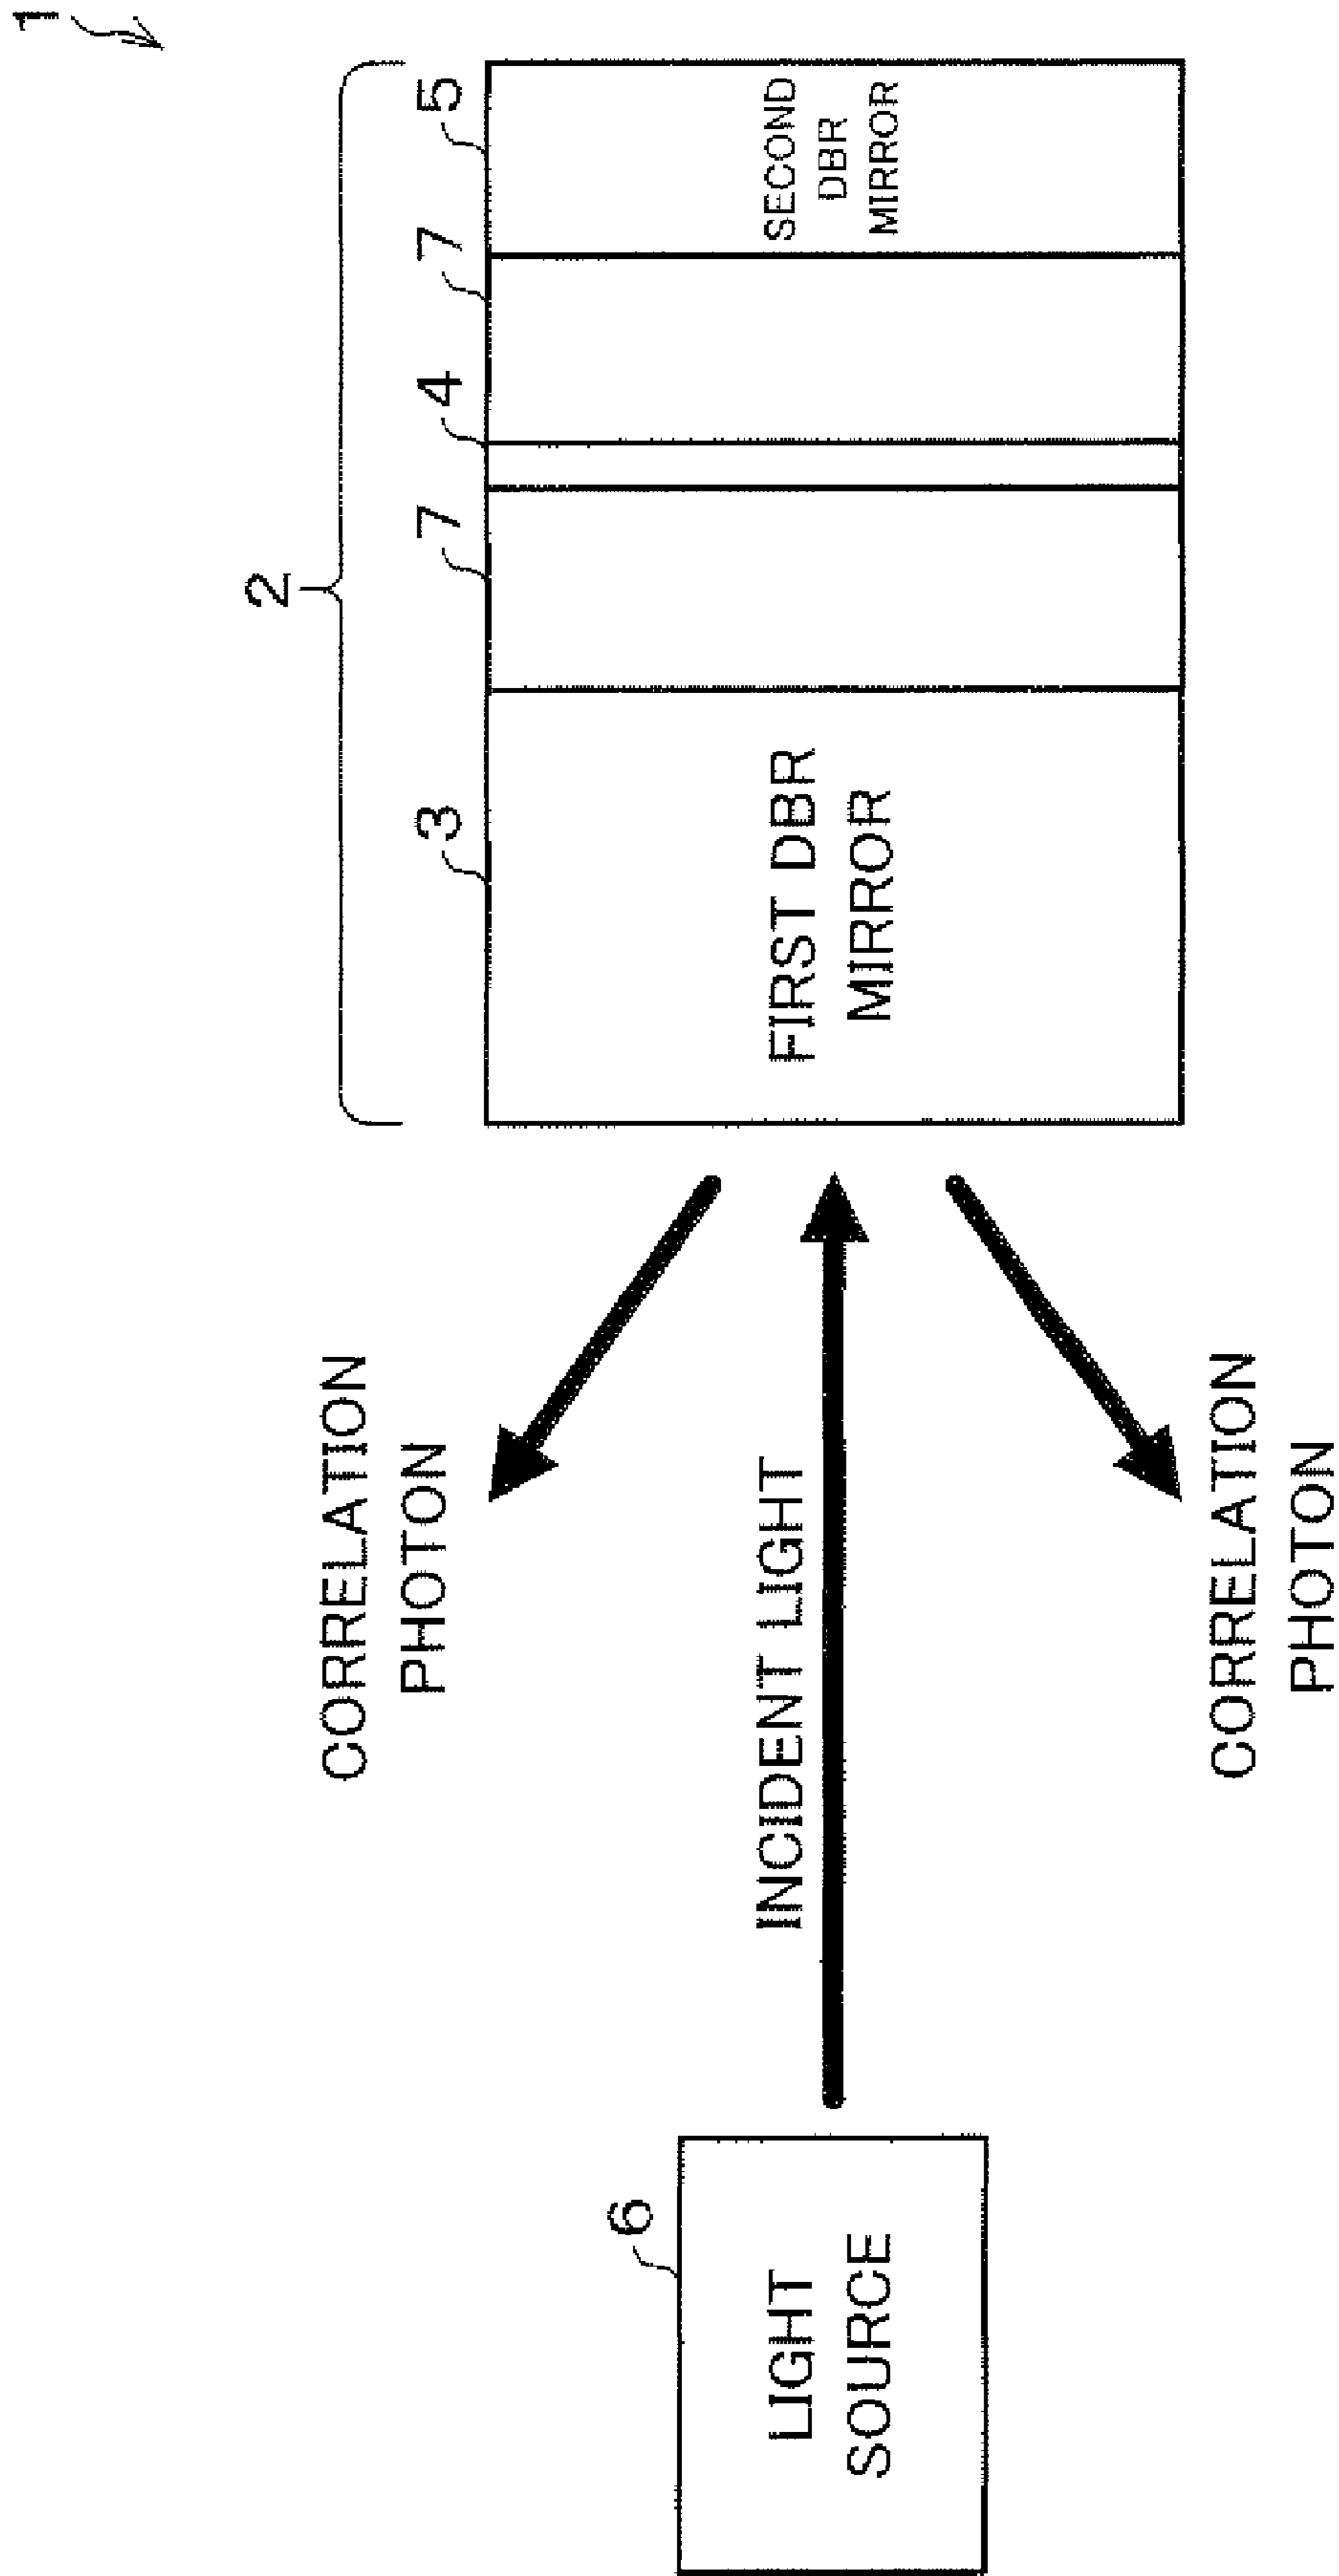 1
2
3
7
4
7
5
FIRST DBR
MIRROR
SECOND
DBR
MIRROR
CORRELATION
PHOTON
INCIDENT LIGHT
CORRELATION
PHOTON
6
LIGHT
SOURCE